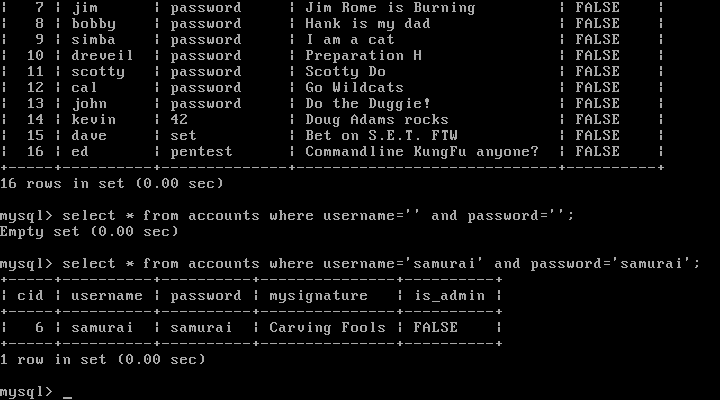 ¦   7 ¦ jim      ¦ password ¦ Jim Rome is Burning         ¦ FALSE    ¦
¦   8 ¦ bobby    ¦ password ¦ Hank is my dad              ¦ FALSE    ¦
¦   9 ¦ simba    ¦ password ¦ I am a cat                  ¦ FALSE    ¦
¦  10 ¦ dreveil  ¦ password ¦ Preparation H               ¦ FALSE    ¦
¦  11 ¦ scotty   ¦ password ¦ Scotty Do                   ¦ FALSE    ¦
¦  12 ¦ cal      ¦ password ¦ Go Wildcats                 ¦ FALSE    ¦
¦  13 ¦ john     ¦ password ¦ Do the Duggie!              ¦ FALSE    ¦
¦  14 ¦ kevin    ¦ 42       ¦ Doug Adams rocks            ¦ FALSE    ¦
¦  15 ¦ dave     ¦ set      ¦ Bet on S.E.T. FTW           ¦ FALSE    ¦
¦  16 ¦ ed       ¦ pentest  ¦ Commandline KungFu anyone?  ¦ FALSE    ¦
+-----+----------+----------+-----------------------------+----------+
16 rows in set (0.00 sec)
mysql> select * from accounts where username='' and password='';
Empty set (0.00 sec)
mysql> select * from accounts where username='samurai' and password='samurai';
+-----+----------+----------+---------------+----------+
¦ cid ¦ username ¦ password ¦ mysignature   ¦ is_admin ¦
+-----+----------+----------+---------------+----------+
¦   6 ¦ samurai  ¦ samurai  ¦ Carving Fools ¦ FALSE    ¦
+-----+----------+----------+---------------+----------+
1 row in set (0.00 sec)
mysql> _